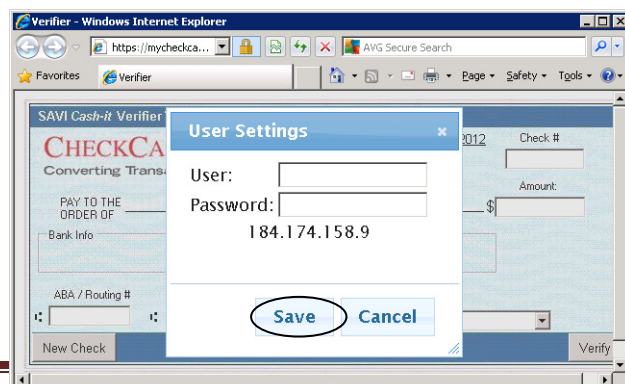 Verifier - Windows Internet Explorer
https://mycheckca...
AVG Secure Search
Favorites
Verifier
Page
Safety
Tools
SAVI Cash-it Verifier
User Settings
2012
Check #
CHECKCA
Converting Transa
User:
Amount:
PAY TO THE
ORDER OF
Password:
$
184.174.158.9
Bank Info
ABA / Routing #
Save
Cancel
New Check
Verify